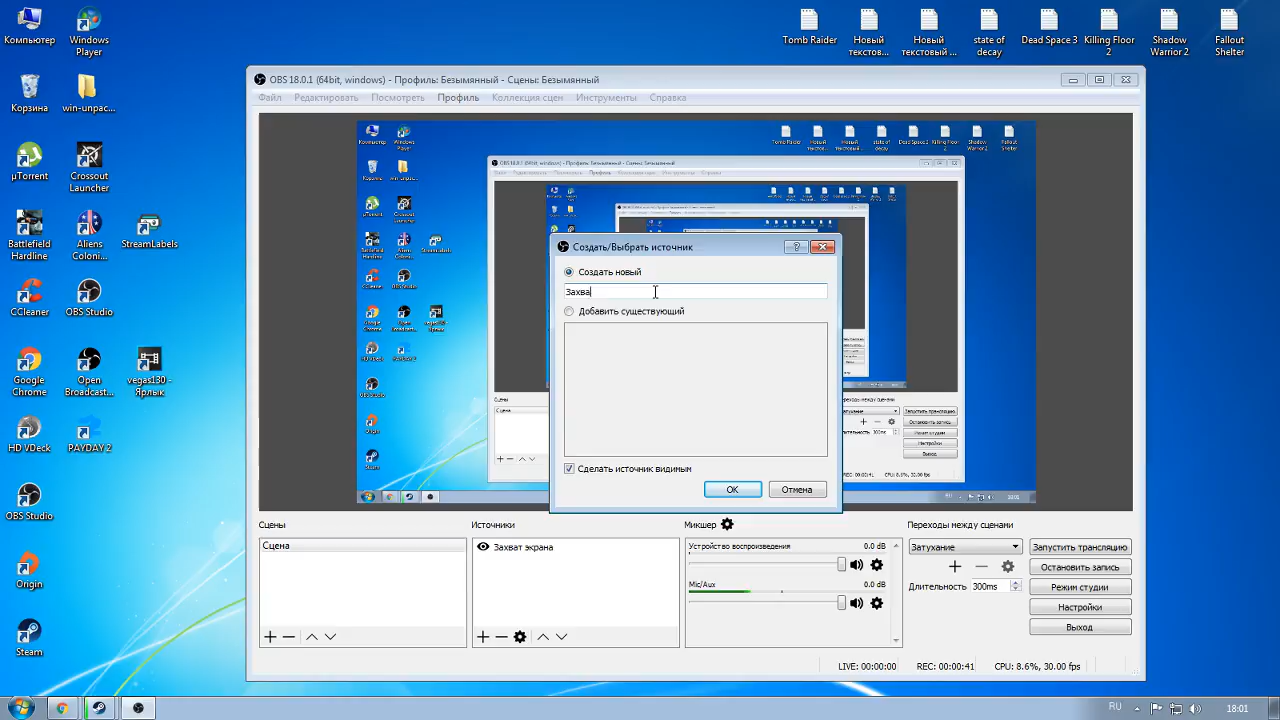 Компьютер
Windows
Player
Корзина
win-unpac...
µTorrent
Crossout
Launcher
Battlefield
Hardline
Aliens
Coloni...
StreamLabels
CCleaner
OBS Studio
Google
Chrome
Open
Broadcast...
vegas130 -
Ярлык
HD VDeck
PAYDAY 2
OBS Studio
Origin
Steam
Tomb Raider
Новый
текстов...
Новый
текстовый ...
state of
decay
Dead Space 3
Killing Floor
2
Shadow
Warrior 2
Fallout
Shelter
OBS 18.0.1 (64bit, windows) - Профиль: Безымянный - Сцены: Безымянный
Файл Редактировать Посмотреть Профиль Коллекция сцен Инструменты Справка
Создать/Выбрать источник
Создать новый
Захва
Добавить существующий
Сделать источник видимым
OK
Отмена
Сцены
Сцена
Источники
Захват экрана
Микшер
Устройство воспроизведения 0.0 dB
Mic/Aux 0.0 dB
Переходы между сценами
Затухание
Длительность 300ms
Запустить трансляцию
Остановить запись
Режим студии
Настройки
Выход
LIVE: 00:00:00 REC: 00:00:41 CPU: 8.6%, 30.00 fps
RU 18:01